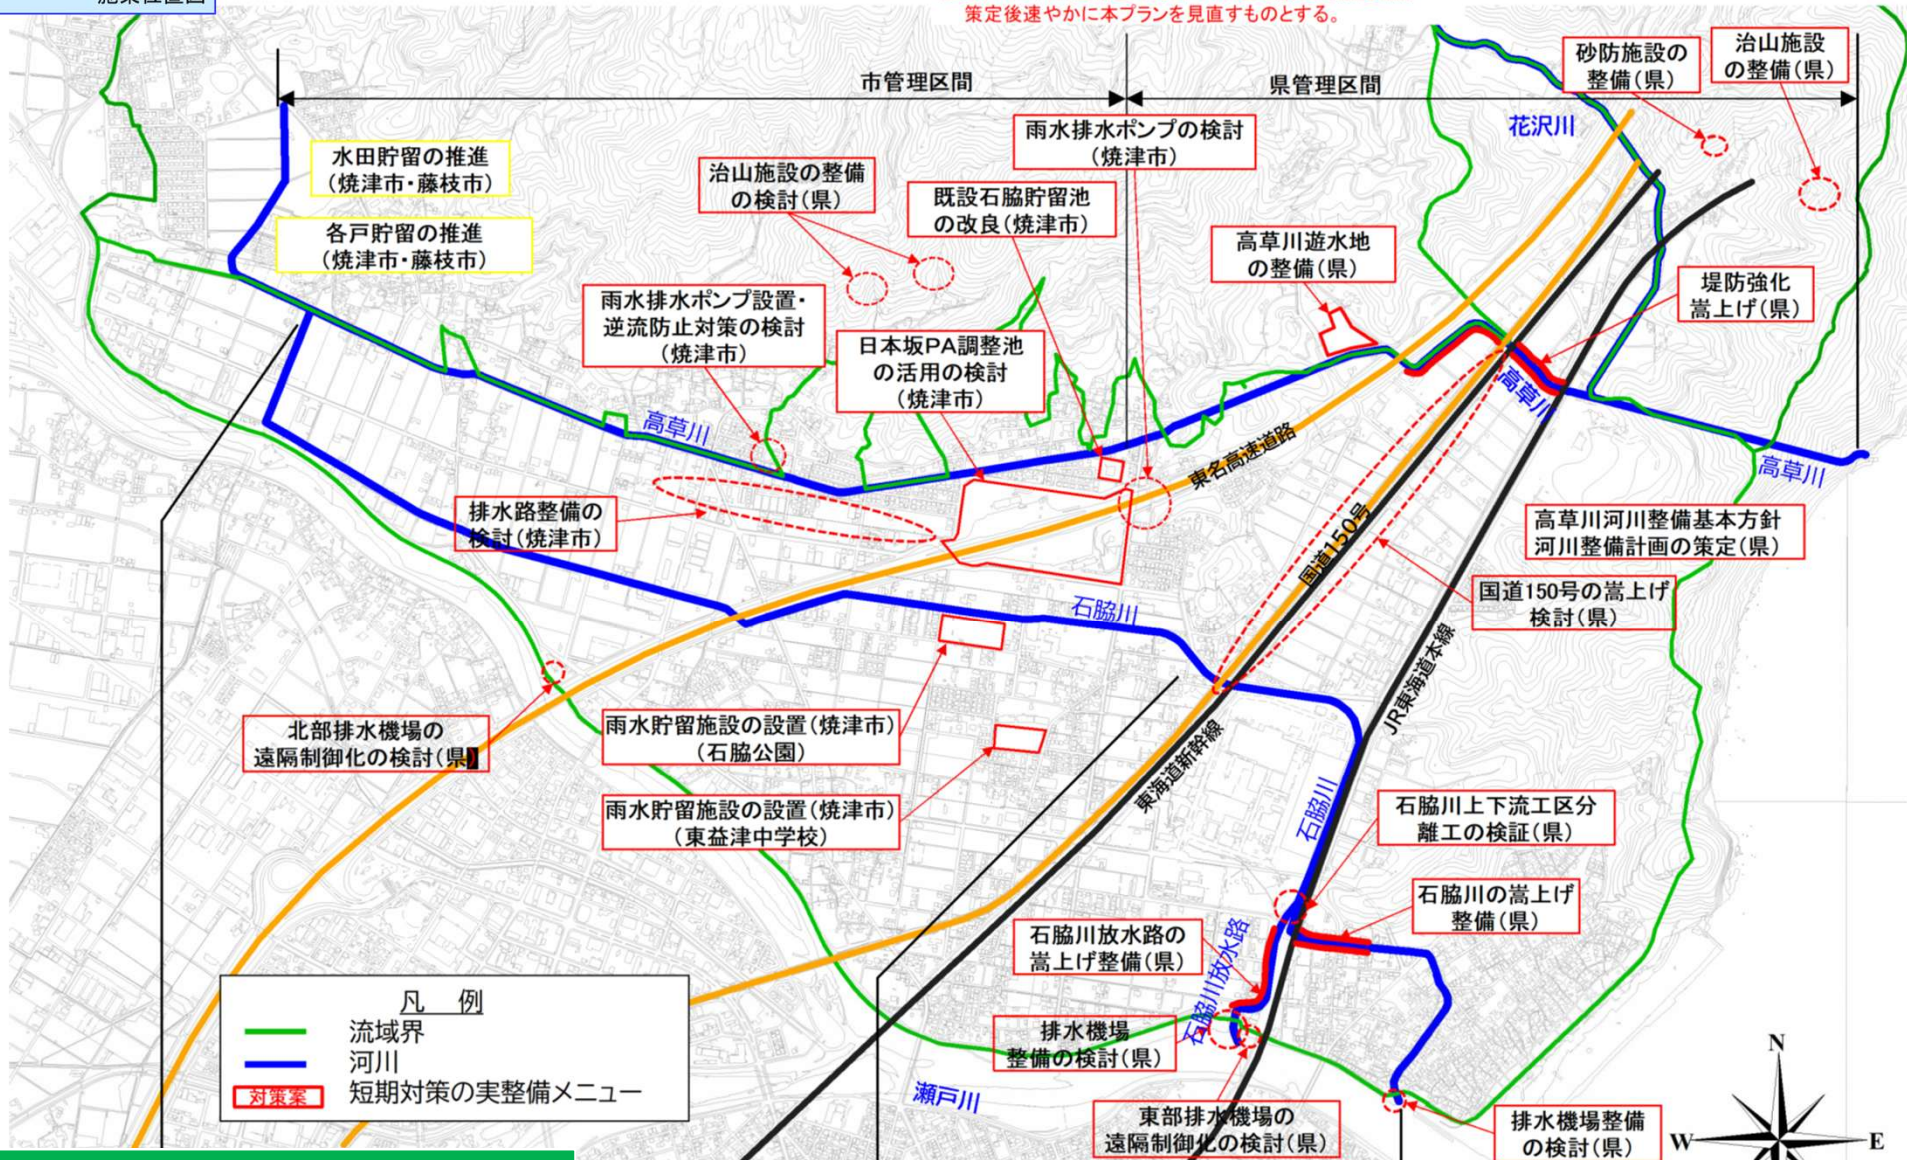 施策位置図
策定後速やかに本プランを見直すものとする。
市管理区間
県管理区間
砂防施設の
整備(県)
治山施設
の整備(県)
花沢川
雨水排水ポンプの検討
(焼津市)
水田貯留の推進
(焼津市・藤枝市)
治山施設の整備
の検討(県)
既設石脇貯留池
の改良(焼津市)
各戸貯留の推進
(焼津市・藤枝市)
高草川遊水地
の整備(県)
堤防強化
嵩上げ(県)
雨水排水ポンプ設置・
逆流防止対策の検討
(焼津市)
日本坂PA調整池
の活用の検討
(焼津市)
高草川
高草川
高草川
東名高速道路
排水路整備の
検討(焼津市)
国道150号
高草川河川整備基本方針
河川整備計画の策定(県)
国道150号の嵩上げ
検討(県)
石脇川
JR東海道本線
北部排水機場の
遠隔制御化の検討(県)
雨水貯留施設の設置(焼津市)
(石脇公園)
東海道新幹線
雨水貯留施設の設置(焼津市)
(東益津中学校)
石脇川
石脇川上下流工区分
離工の検証(県)
石脇川の嵩上げ
整備(県)
石脇川放水路の
嵩上げ整備(県)
石脇川放水路
排水機場
整備の検討(県)
凡 例
流域界
河川
対策案
短期対策の実整備メニュー
瀬戸川
東部排水機場の
遠隔制御化の検討(県)
排水機場整備
の検討(県)
N
W
E